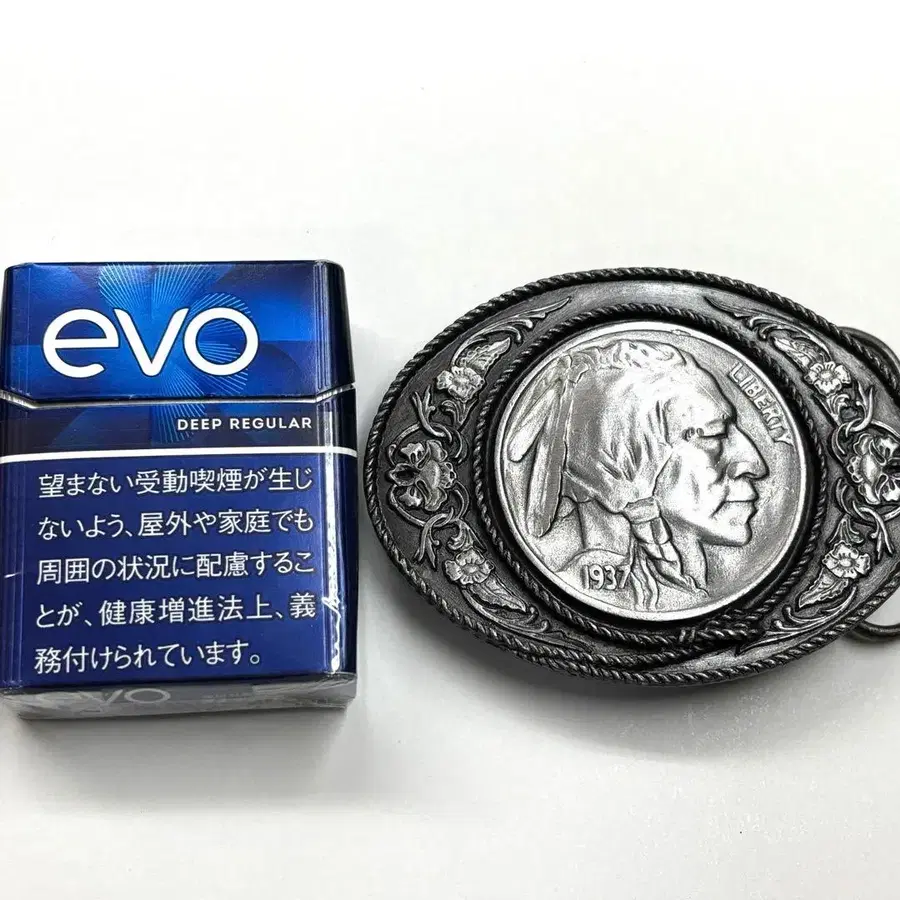 evo
DEEP REGULAR
望まない受動喫煙が生じ
ないよう、屋外や家庭でも
周囲の状況に配慮するこ
とが、健康増進法上、義
務付けられています。
evo
LIBERTY
1937